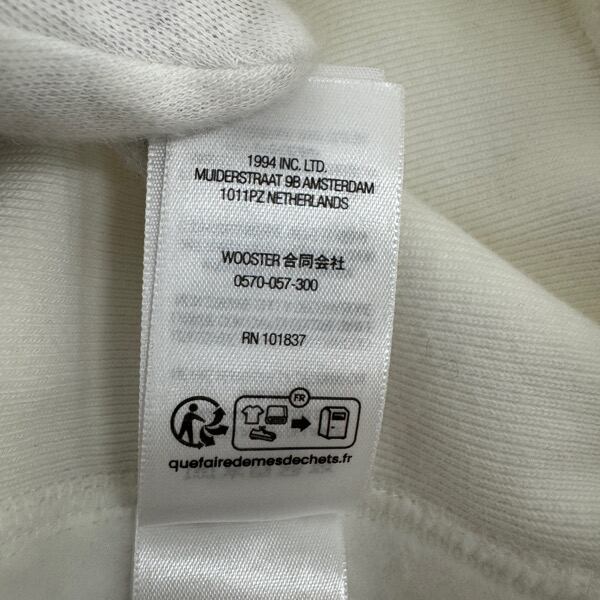 1994 INC. LTD.
MUIDERSTRAAT 9B AMSTERDAM
1011PZ NETHERLANDS
WOOSTER 合同会社
0570-057-300
RN 101837
FR
quefairedemesdechets.fr